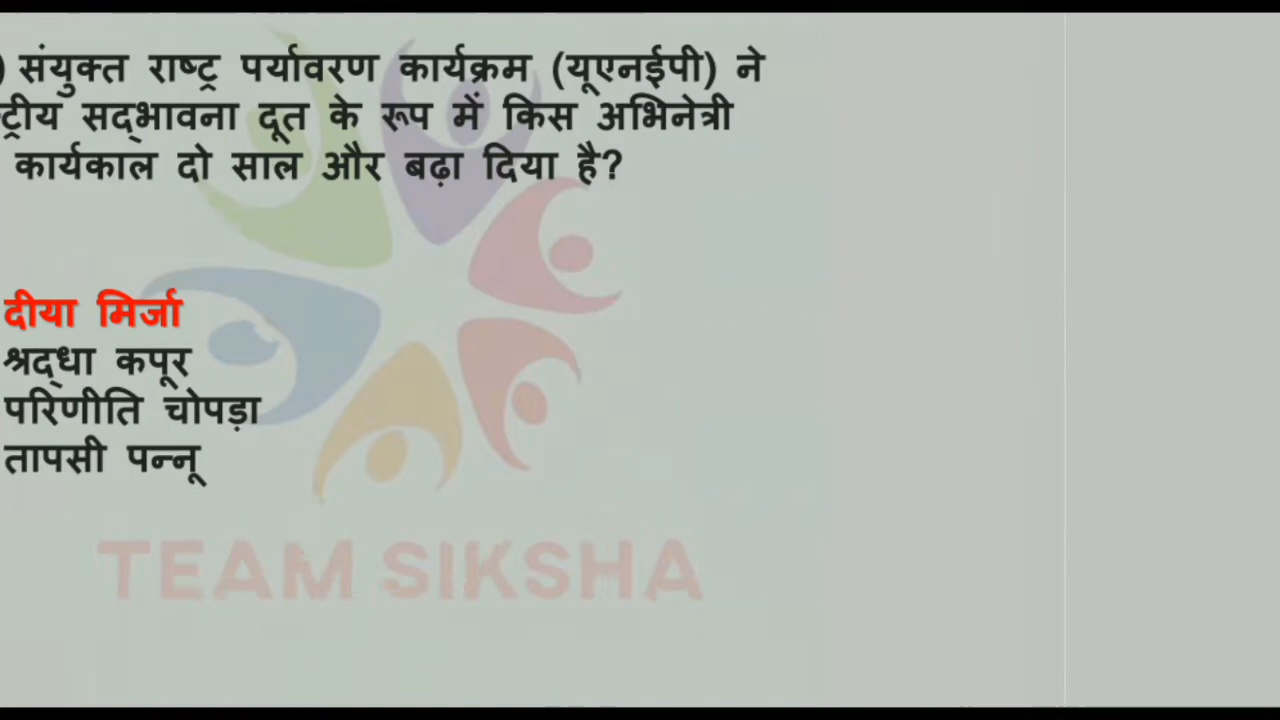 ) संयुक्त राष्ट्र पर्यावरण कार्यक्रम (यूएनईपी) ने
ट्रीय सद्भावना दूत के रूप में किस अभिनेत्री
कार्यकाल दो साल और बढ़ा दिया है?
दीया मिर्जा
श्रद्धा कपूर
परिणीति चोपड़ा
तापसी पन्नू
TEAM SIKSHA